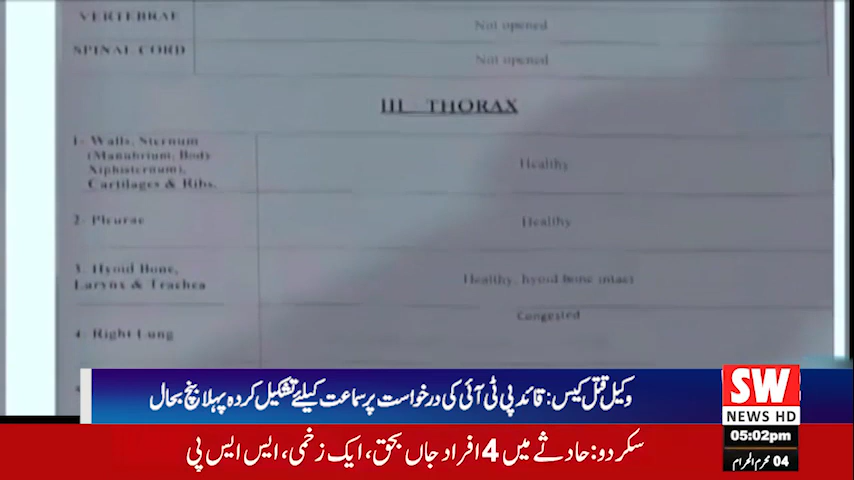 VERTEBRAE
Not opened
SPINAL CORD
Not opened
III. THORAX
1- Walls, Sternum
(Manubrium, Body
Xiphisternum),
Cartilages & Ribs.
Healthy
2- Pleurae
Healthy
3. Hyoid Bone,
Larynx & Trachea
Healthy, hyoid bone intact
4. Right Lung
Congested
وکیل قتل کیس: قائد پی ٹی آئی کی درخواست پر سماعت کیلئے تشکیل کردہ پہلا بنچ بحال
سکردو: حادثے میں 4 افراد جاں بحق، ایک زخمی، ایس ایس پی
SW
NEWS HD
05:02pm
04 محرم الحرام